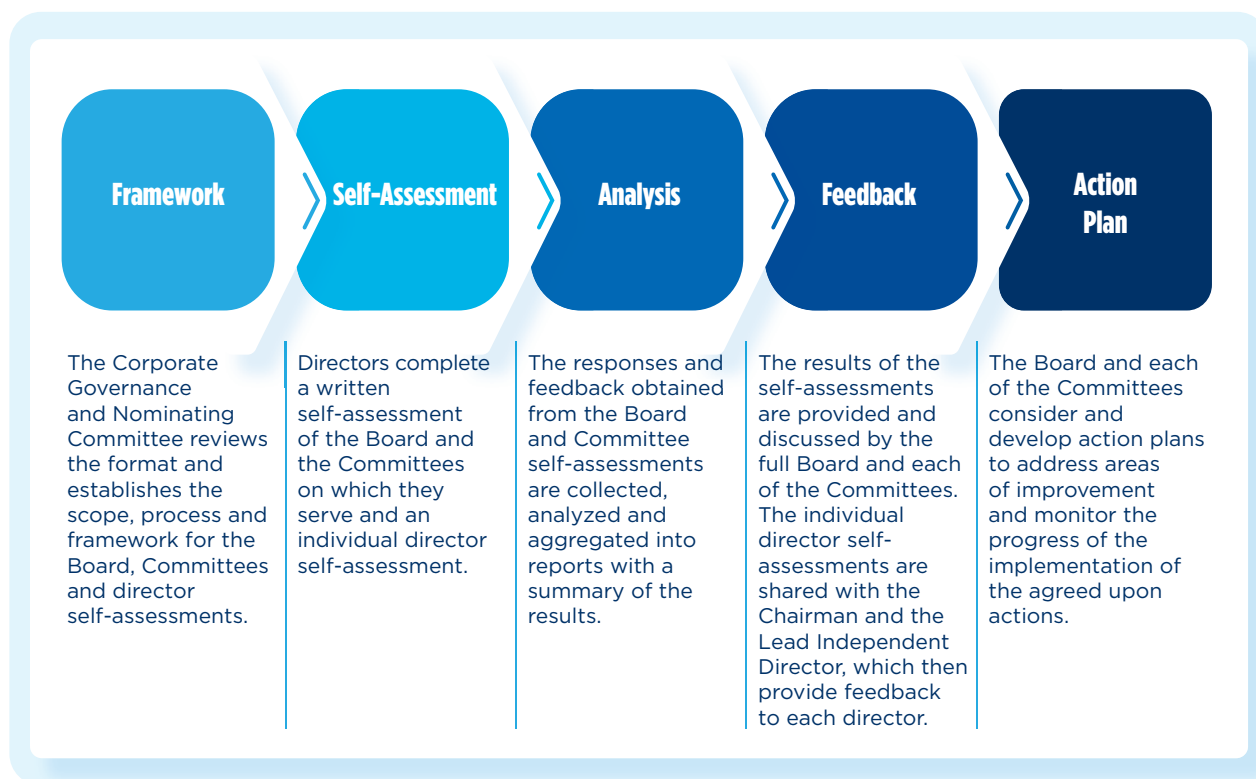 Framework
Self-Assessment
Analysis
Feedback
Action
Plan
The Corporate
Governance
and Nominating
Committee reviews
the format and
establishes the
scope, process and
framework for the
Board, Committees
and director
self-assessments.
Directors complete
a written
self-assessment
of the Board and
the Committees
on which they
serve and an
individual director
self-assessment.
The responses and
feedback obtained
from the Board
and Committee
self-assessments
are collected,
analyzed and
aggregated into
reports with a
summary of the
results.
The results of the
self-assessments
are provided and
discussed by the
full Board and each
of the Committees.
The individual
director self-
assessments are
shared with the
Chairman and the
Lead Independent
Director, which then
provide feedback
to each director.
The Board and each
of the Committees
consider and
develop action plans
to address areas
of improvement
and monitor the
progress of the
implementation of
the agreed upon
actions.